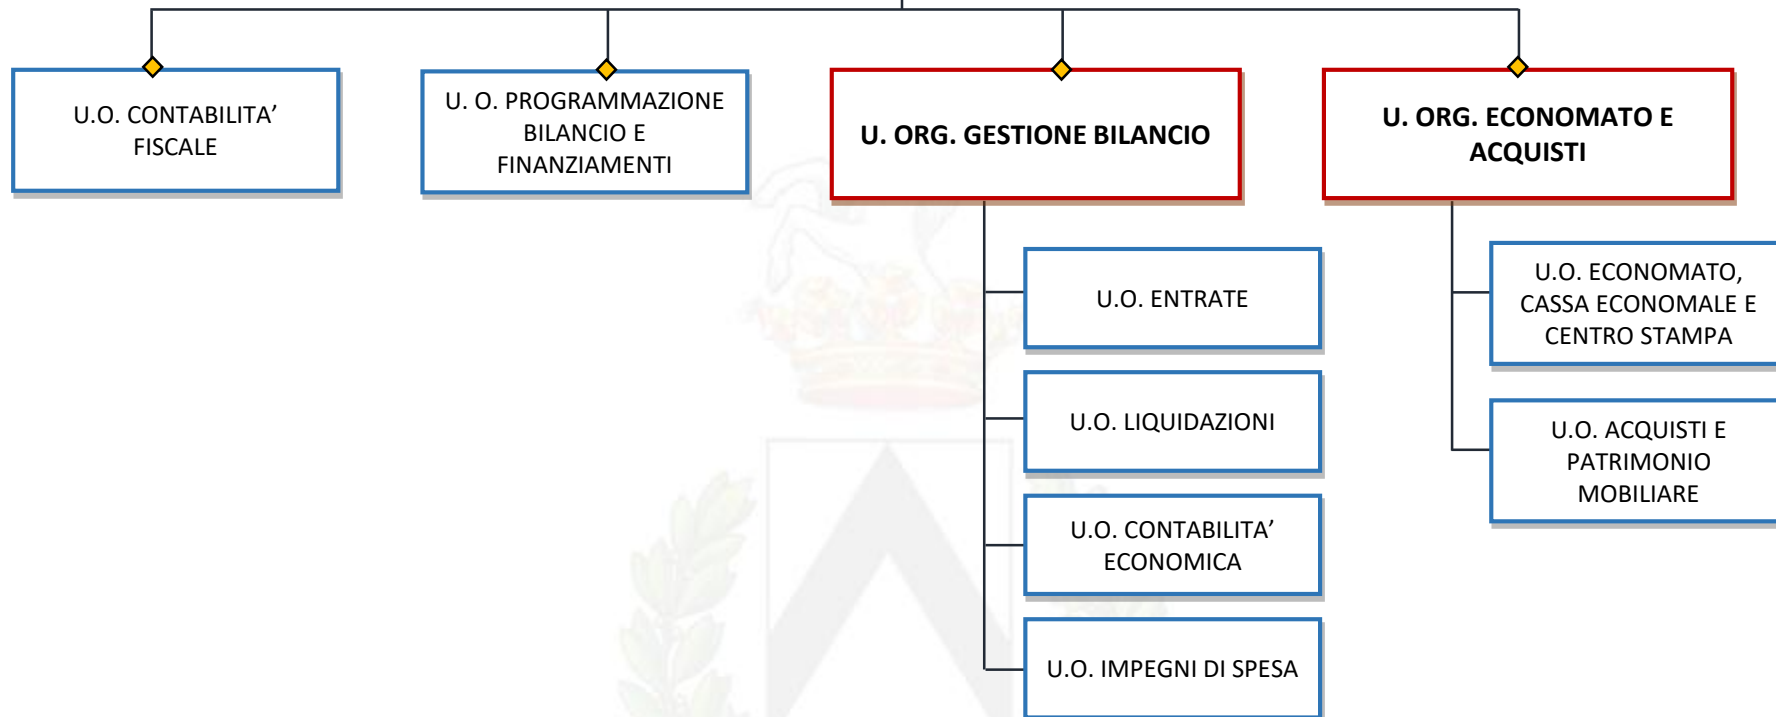 U.O. CONTABILITA’
FISCALE
U. O. PROGRAMMAZIONE
BILANCIO E
FINANZIAMENTI
U. ORG. GESTIONE BILANCIO
U. ORG. ECONOMATO E
ACQUISTI
U.O. ENTRATE
U.O. LIQUIDAZIONI
U.O. CONTABILITA’
ECONOMICA
U.O. IMPEGNI DI SPESA
U.O. ECONOMATO,
CASSA ECONOMALE E
CENTRO STAMPA
U.O. ACQUISTI E
PATRIMONIO
MOBILIARE